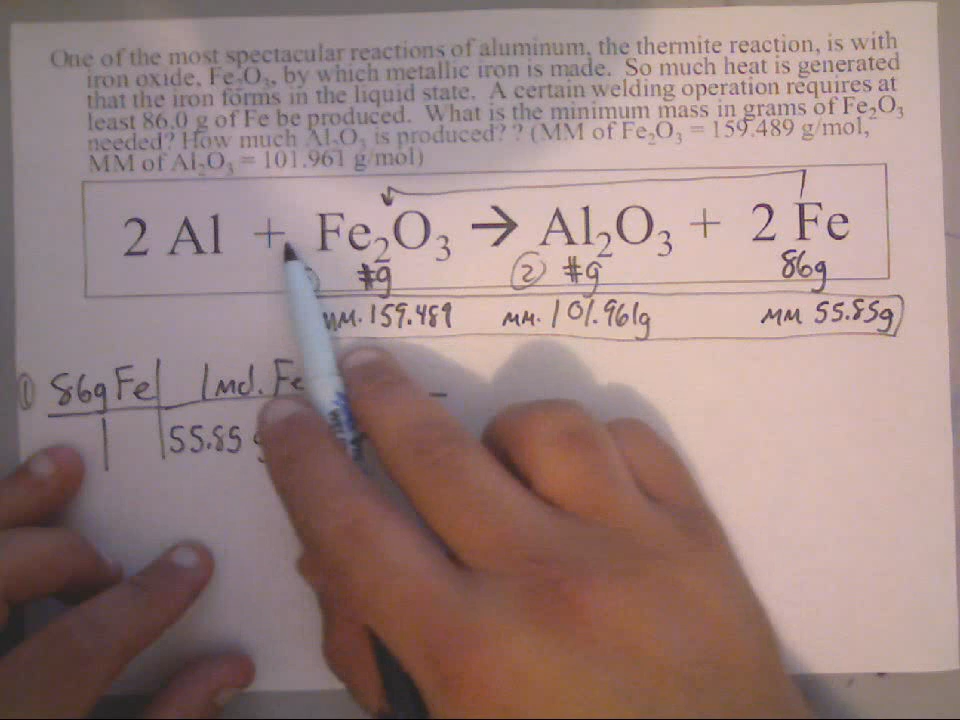 One of the most spectacular reactions of aluminum, the thermite reaction, is with
iron oxide, Fe₂O₃, by which metallic iron is made. So much heat is generated
that the iron forms in the liquid state. A certain welding operation requires at
least 86.0 g of Fe be produced. What is the minimum mass in grams of Fe₂O₃
needed? How much Al₂O₃ is produced? ? (MM of Fe₂O₃ = 159.489 g/mol,
MM of Al₂O₃ = 101.961 g/mol)
2 Al + Fe₂O₃ → Al₂O₃ + 2 Fe
#g ② #g 86g
MM. 159.489 MM. 101.961g MM 55.85g
① 86g Fe 1 mol. Fe
55.85